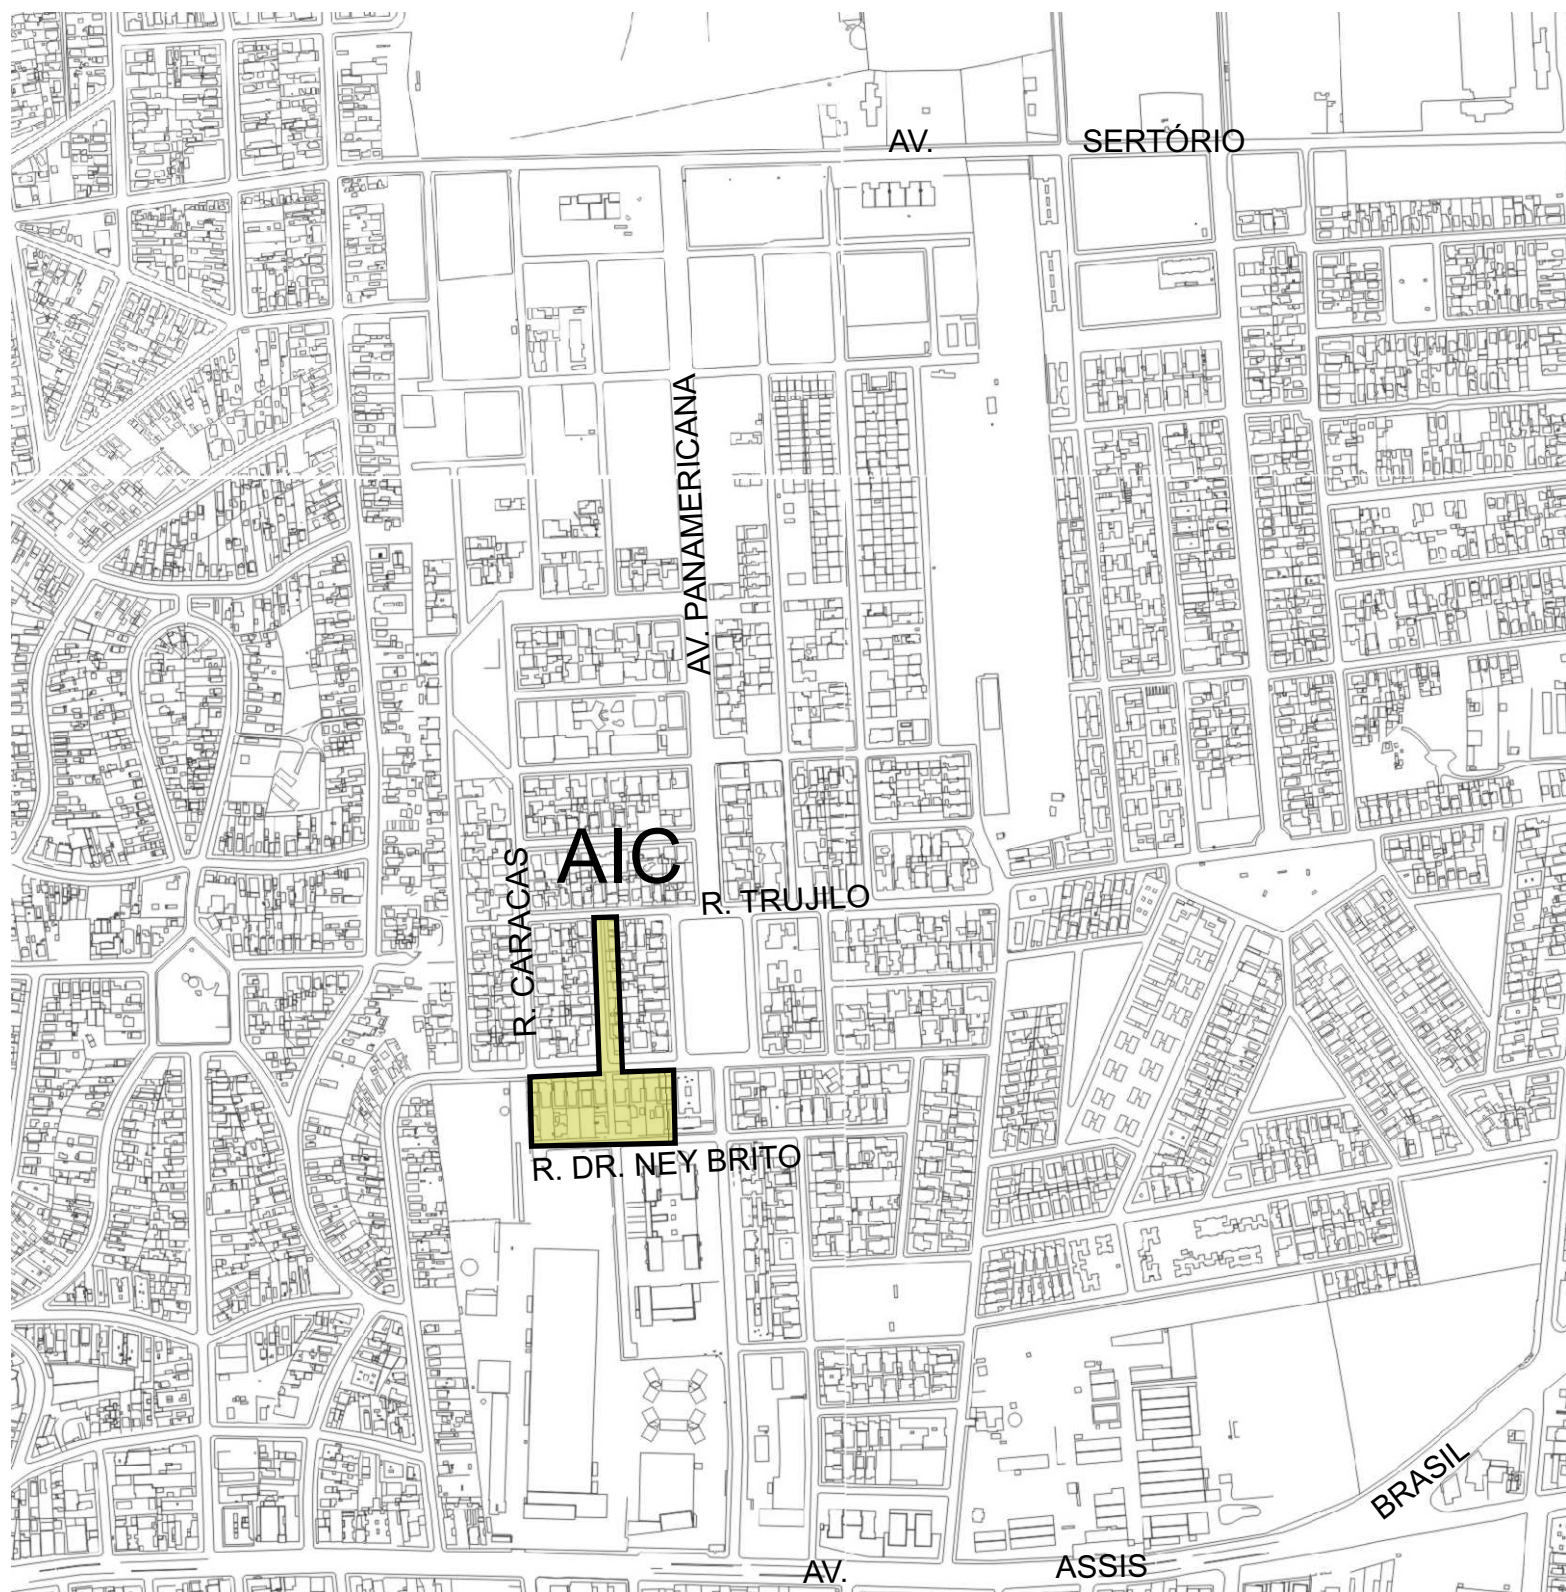 AV. SERTÓRIO
AV. PANAMERICANA
AIC
R. CARACAS
R. TRUJILO
R. DR. NEY BRITO
AV. ASSIS BRASIL